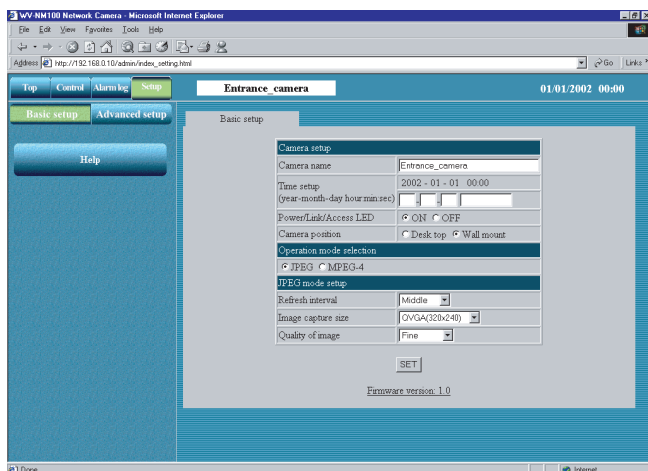 WV-NM100 Network Camera - Microsoft Internet Explorer
File Edit View Favorites Tools Help
Address http://192.168.0.10/admin/index_setting.html Go Links
Top Control Alarm log Setup Entrance_camera 01/01/2002 00:00
Basic setup Advanced setup
Basic setup
Help
Camera setup
Camera name Entrance_camera
Time setup 2002 - 01 - 01 00:00
(year-month-day hour:min:sec) - -
Power/Link/Access LED ON OFF
Camera position Desk top Wall mount
Operation mode selection
JPEG MPEG-4
JPEG mode setup
Refresh interval Middle
Image capture size QVGA(320x240)
Quality of image Fine
SET
Firmware version: 1.0
Done Internet